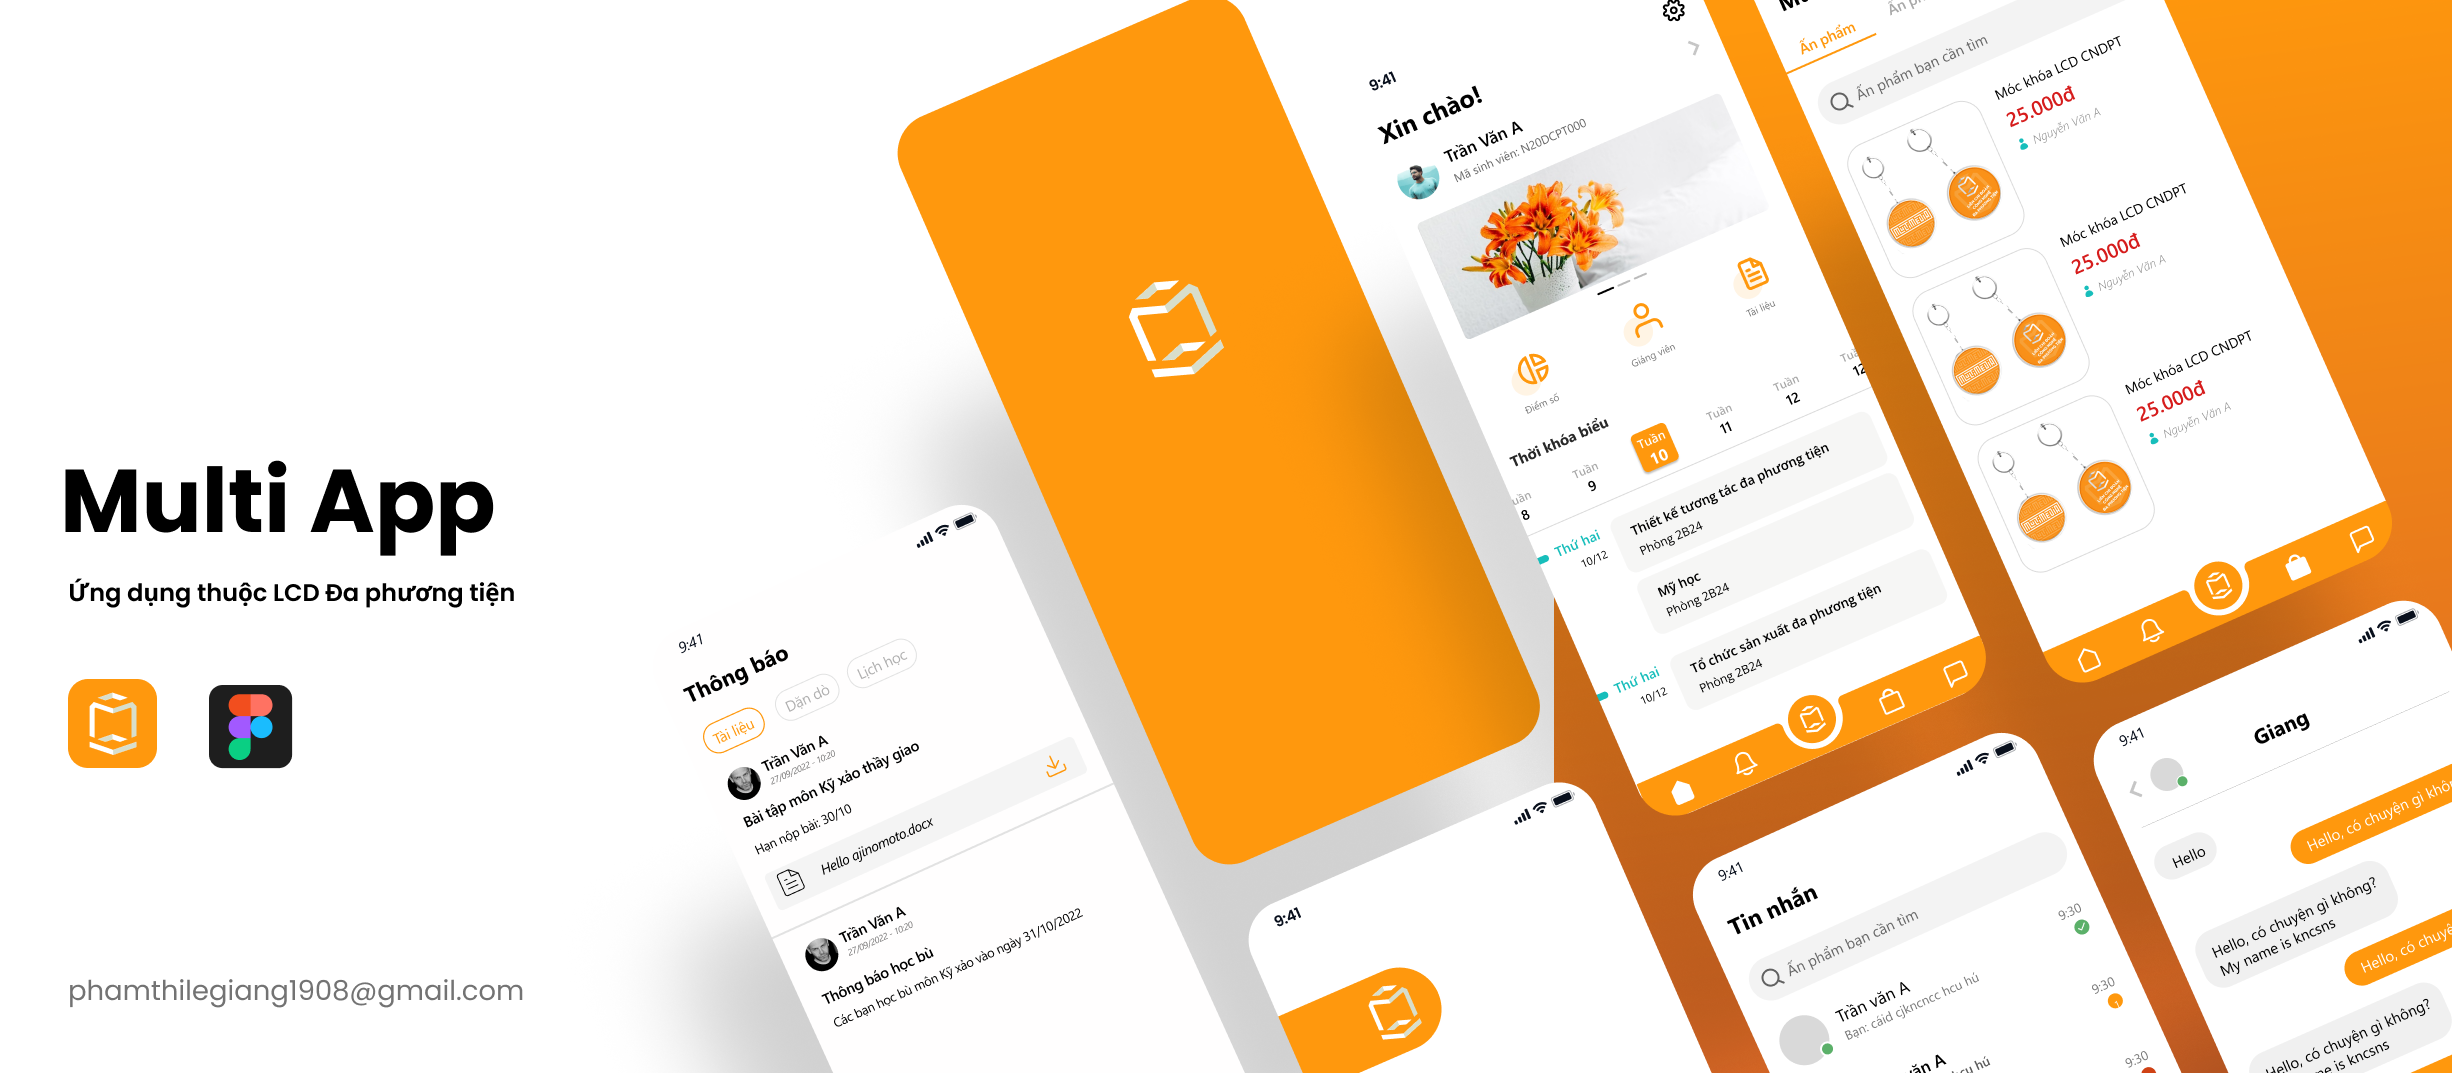 Multi App
Ứng dụng thuộc LCD Đa phương tiện
phamthilegiang1908@gmail.com
9:41
Thông báo
Tài liệu
Dặn dò
Lịch học
Trần Văn A
27/09/2022 - 10:20
Bài tập môn Kỹ xảo thầy giao
Hạn nộp bài: 30/10
Hello ajinomoto.docx
Trần Văn A
27/09/2022 - 10:20
Thông báo học bù
Các bạn học bù môn Kỹ xảo vào ngày 31/10/2022
9:41
9:41
Xin chào!
Trần Văn A
Mã sinh viên: N20DCPT000
Điểm số
Giảng viên
Tài liệu
Thời khóa biểu
8
Tuần
9
Tuần
10
Tuần
11
Tuần
12
12
Thứ hai
10/12
Thiết kế tương tác đa phương tiện
Phòng 2B24
Mỹ học
Phòng 2B24
Thứ hai
10/12
Tổ chức sản xuất đa phương tiện
Phòng 2B24
Ấn phẩm
Ấn phẩm bạn cần tìm
Móc khóa LCD CNDPT
25.000đ
Nguyễn Văn A
Móc khóa LCD CNDPT
25.000đ
Nguyễn Văn A
Móc khóa LCD CNDPT
25.000đ
Nguyễn Văn A
9:41
Tin nhắn
Ấn phẩm bạn cần tìm
Trần văn A
Bạn: cáid cjkncncc hcu hú
9:30
9:30
1
văn A
hcu hú
9:30
9:41
Giang
Hello, có chuyện gì
Hello
Hello, có chuyện gì không?
My name is kncsns
Hello, có
Hello, có chuyện gì không?
name is kncsns